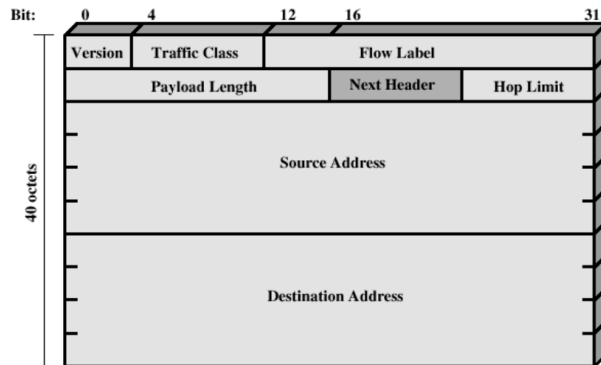 Bit: 0 4 12 16 31
Version Traffic Class Flow Label
Payload Length Next Header Hop Limit
Source Address
40 octets
Destination Address